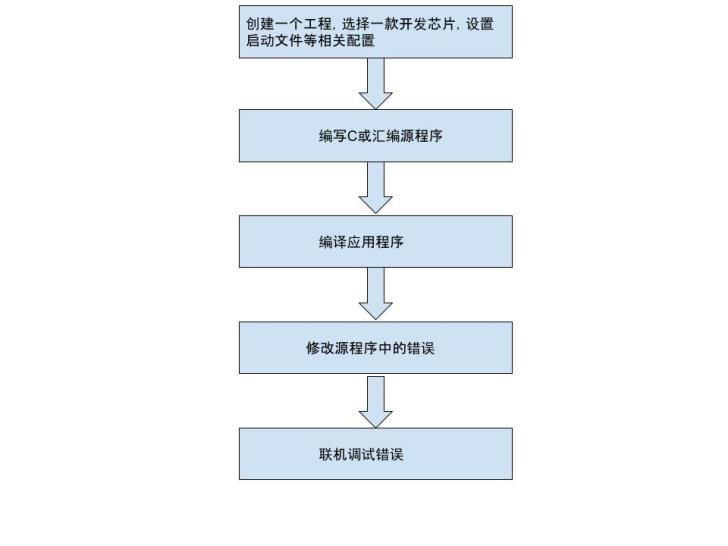 创建一个工程, 选择一款开发芯片, 设置
启动文件等相关配置
编写C或汇编源程序
编译应用程序
修改源程序中的错误
联机调试错误